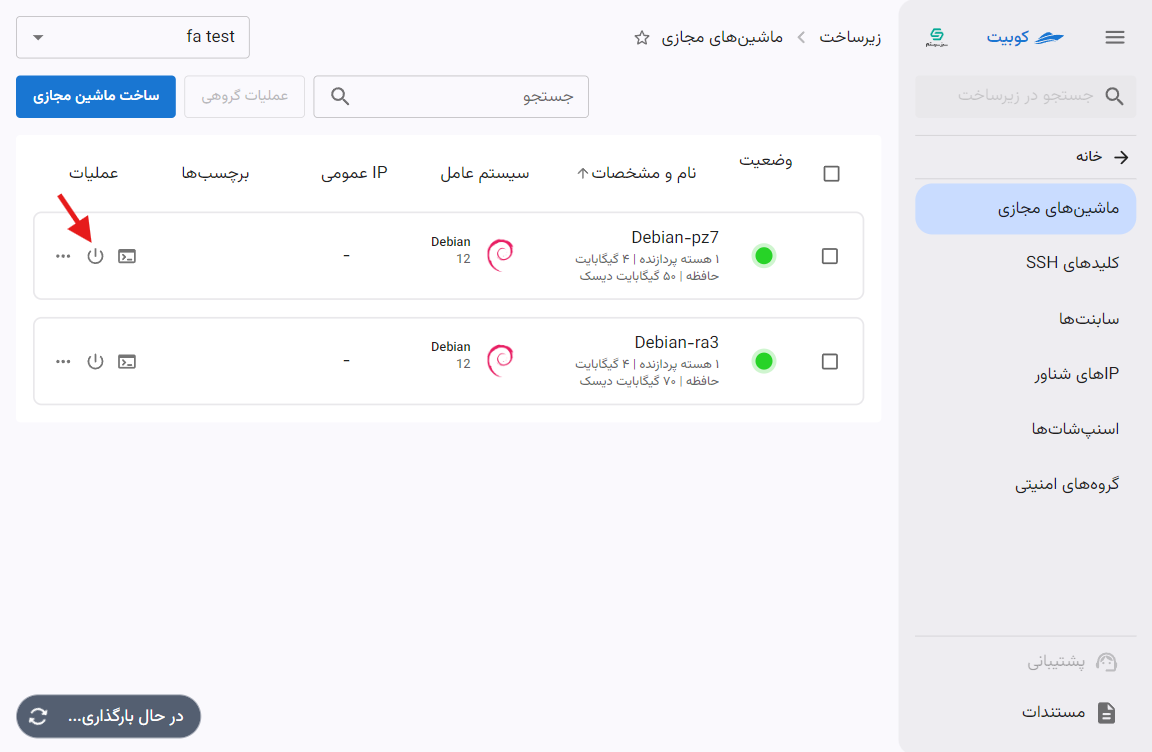 کوبیت
جستجو در زیرساخت
خانه
ماشین‌های مجازی
کلیدهای SSH
سابنت‌ها
IPهای شناور
اسنپ‌شات‌ها
گروه‌های امنیتی
پشتیبانی
مستندات
زیرساخت
ماشین‌های مجازی
fa test
جستجو
عملیات گروهی
ساخت ماشین مجازی
وضعیت
نام و مشخصات
سیستم عامل
IP عمومی
برچسب‌ها
عملیات
Debian-pz7
۱ هسته پردازنده | ۴ گیگابایت
حافظه | ۵۰ گیگابایت دیسک
Debian
12
-
Debian-ra3
۱ هسته پردازنده | ۴ گیگابایت
حافظه | ۷۰ گیگابایت دیسک
Debian
12
-
در حال بارگذاری...